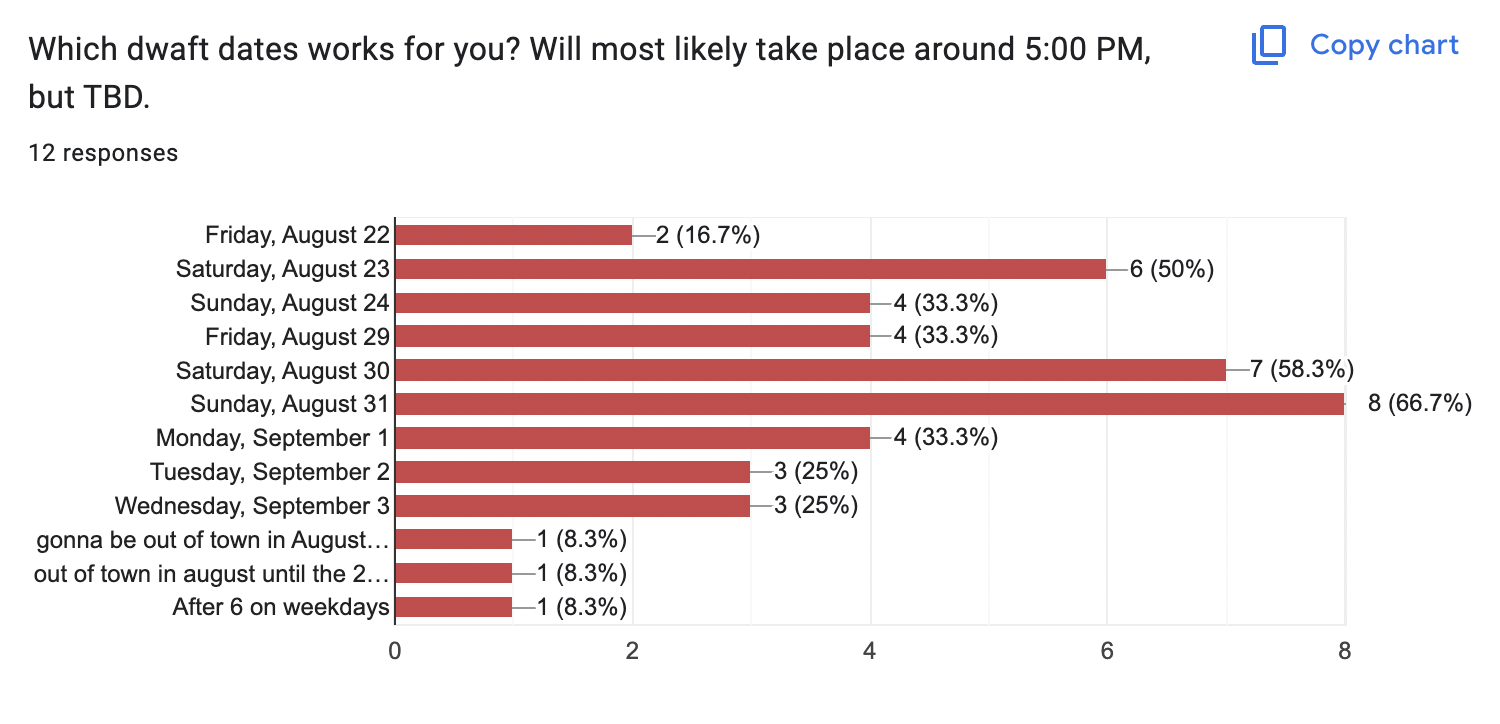 Which dwaft dates works for you? Will most likely take place around 5:00 PM,
but TBD.
Copy chart
12 responses
Friday, August 22 2 (16.7%)
Saturday, August 23 6 (50%)
Sunday, August 24 4 (33.3%)
Friday, August 29 4 (33.3%)
Saturday, August 30 7 (58.3%)
Sunday, August 31 8 (66.7%)
Monday, September 1 4 (33.3%)
Tuesday, September 2 3 (25%)
Wednesday, September 3 3 (25%)
gonna be out of town in August… 1 (8.3%)
out of town in august until the 2… 1 (8.3%)
After 6 on weekdays 1 (8.3%)
0 2 4 6 8